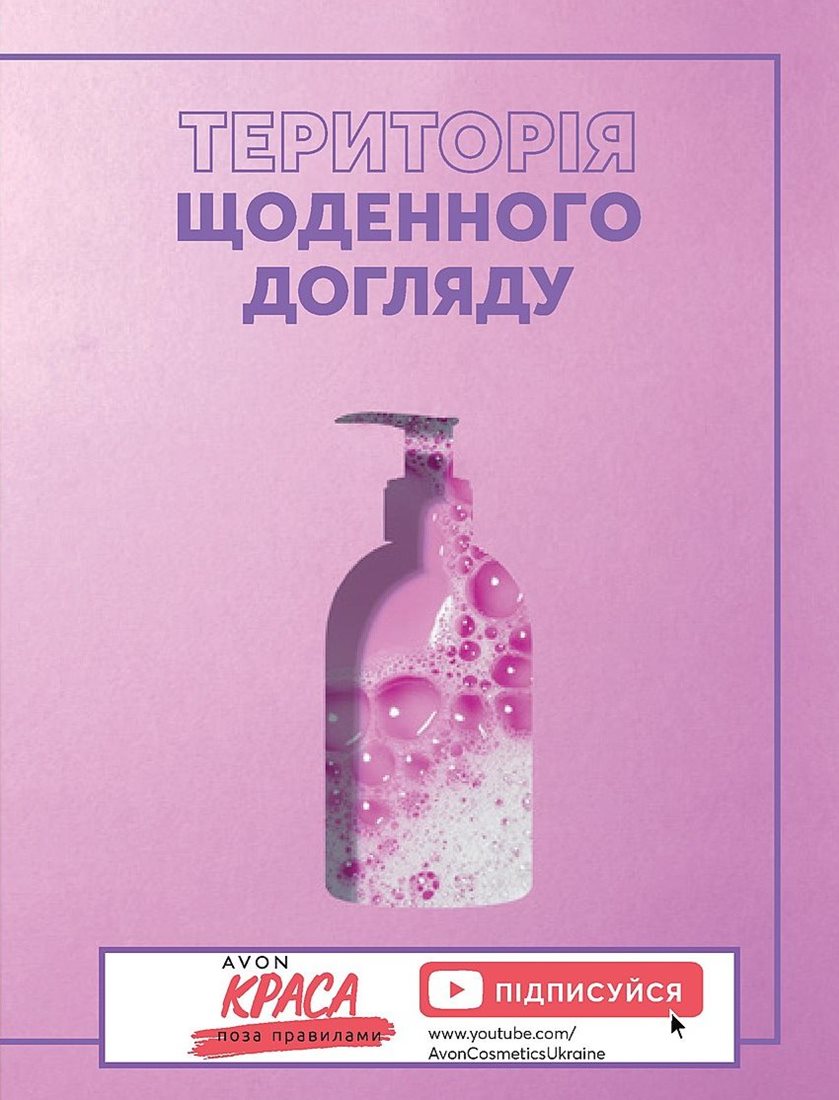 ТЕРИТОРІЯ
ЩОДЕННОГО
ДОГЛЯДУ
AVON
КРАСА
поза правилами
ПІДПИСУЙСЯ
www.youtube.com/
AvonCosmeticsUkraine